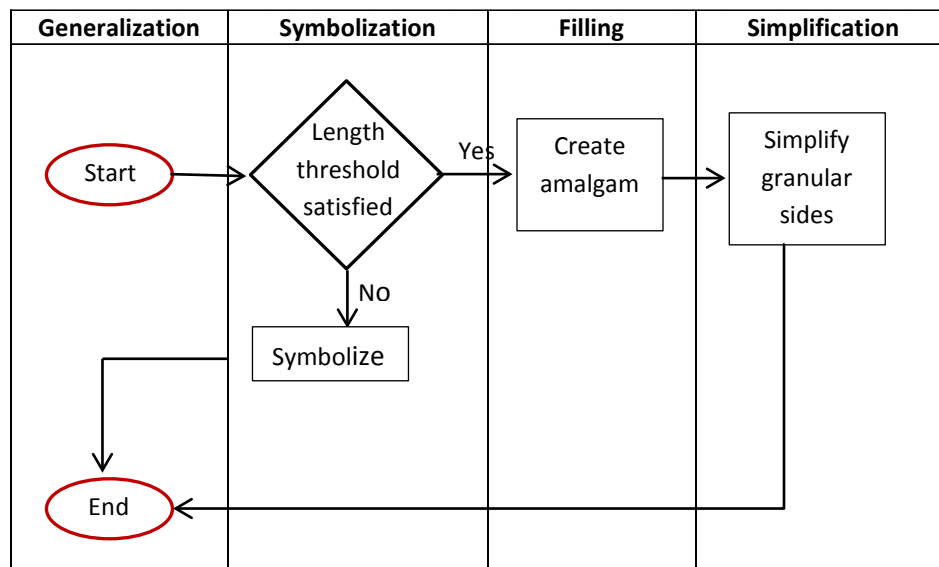 Generalization
Symbolization
Filling
Simplification
Start
Length
threshold
satisfied
Yes
Create
amalgam
Simplify
granular
sides
No
Symbolize
End